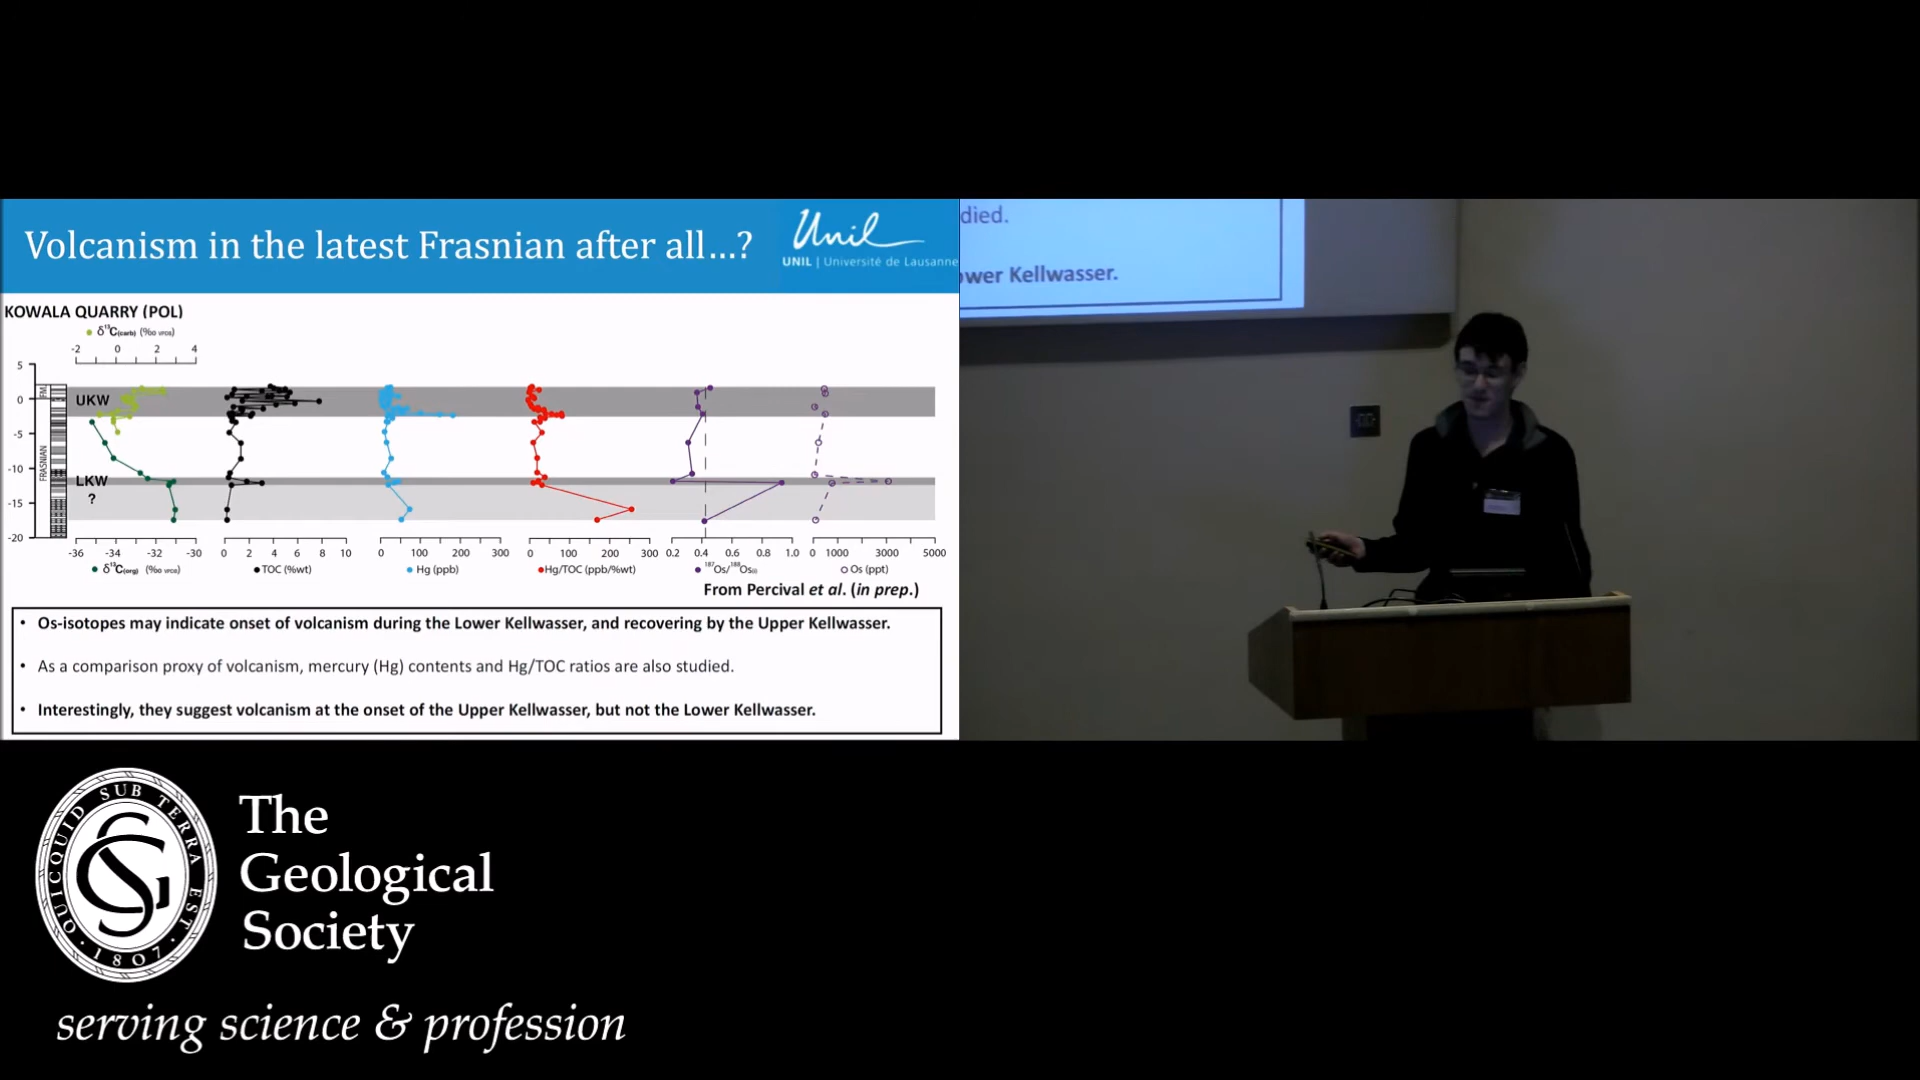 Volcanism in the latest Frasnian after all...?
Unil
UNIL | Université de Lausanne
KOWALA QUARRY (POL)
δ¹³C(carb) (‰ VPDB)
-2 0 2 4
5
0
-5
-10
-15
-20
FM.
FRASNIAN
UKW
LKW
?
-36 -34 -32 -30
0 2 4 6 8 10
0 100 200 300
0 100 200 300
0.2 0.4 0.6 0.8 1.0
0 1000 3000 5000
δ¹³C(org) (‰ VPDB)
TOC (%wt)
Hg (ppb)
Hg/TOC (ppb/%wt)
¹⁸⁷Os/¹⁸⁸Os(i)
Os (ppt)
From Percival et al. (in prep.)
• Os-isotopes may indicate onset of volcanism during the Lower Kellwasser, and recovering by the Upper Kellwasser.
• As a comparison proxy of volcanism, mercury (Hg) contents and Hg/TOC ratios are also studied.
• Interestingly, they suggest volcanism at the onset of the Upper Kellwasser, but not the Lower Kellwasser.
died.
ower Kellwasser.
QUICQUID SUB TERRA EST
· 1807 ·
The
Geological
Society
serving science & profession